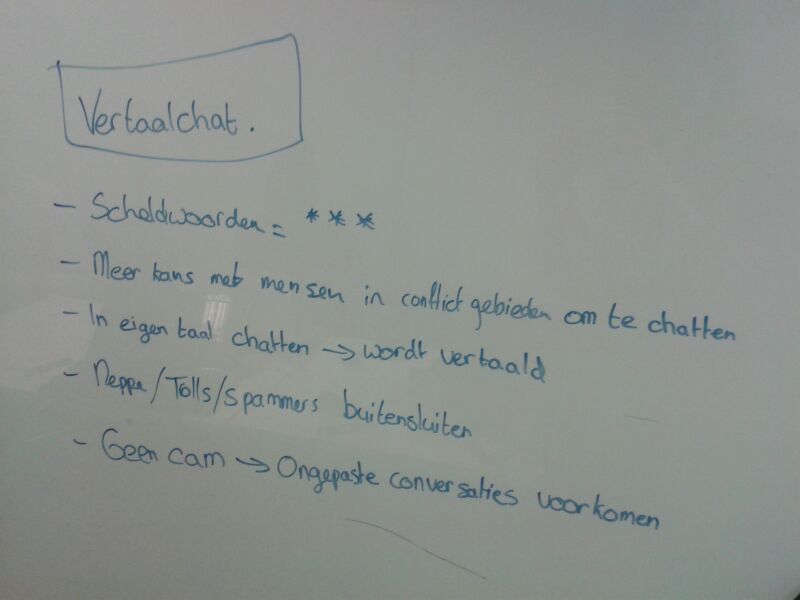 Vertaalchat.
- Scheldwoorden = ***
- Meer kans met mensen in conflict gebieden om te chatten
- In eigen taal chatten → wordt vertaald
- Neppe/Tolls/spammers buitensluiten
- Geen cam → Ongepaste conversaties voorkomen